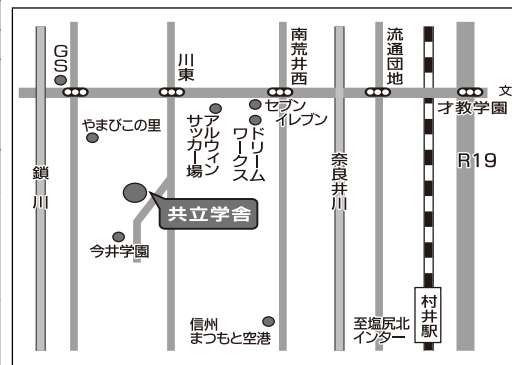 GS
川東
南荒井西
流通団地
文
才教学園
セブン
イレブン
やまびこの里
アルウィン
サッカー場
ドリーム
ワークス
鎖川
奈良井川
R19
共立学舎
今井学園
村井駅
信州
まつもと空港
至塩尻北
インター